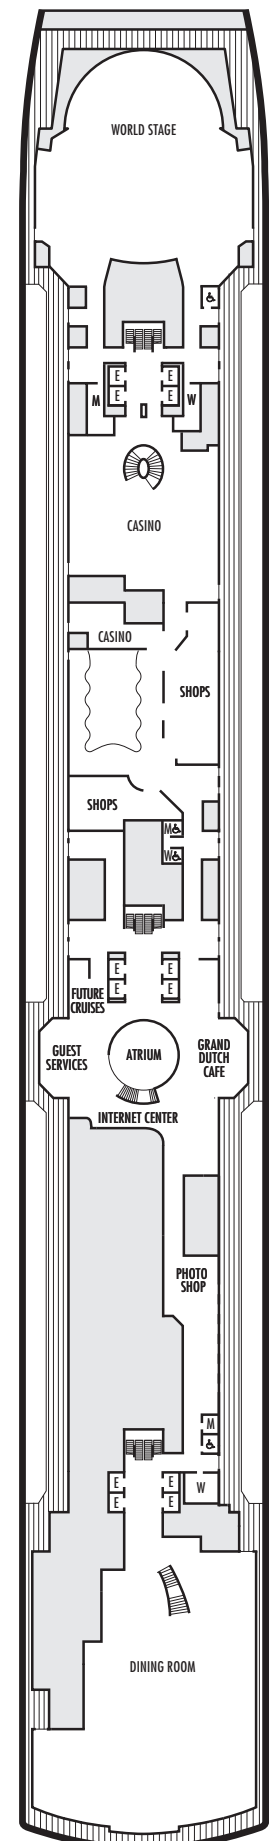 WORLD STAGE
E E
E E
M W
CASINO
CASINO
SHOPS
SHOPS
M
W
E E
E E
FUTURE
CRUISES
GUEST
SERVICES
ATRIUM
GRAND
DUTCH
CAFE
INTERNET CENTER
PHOTO
SHOP
M
E E
W
E E
DINING ROOM